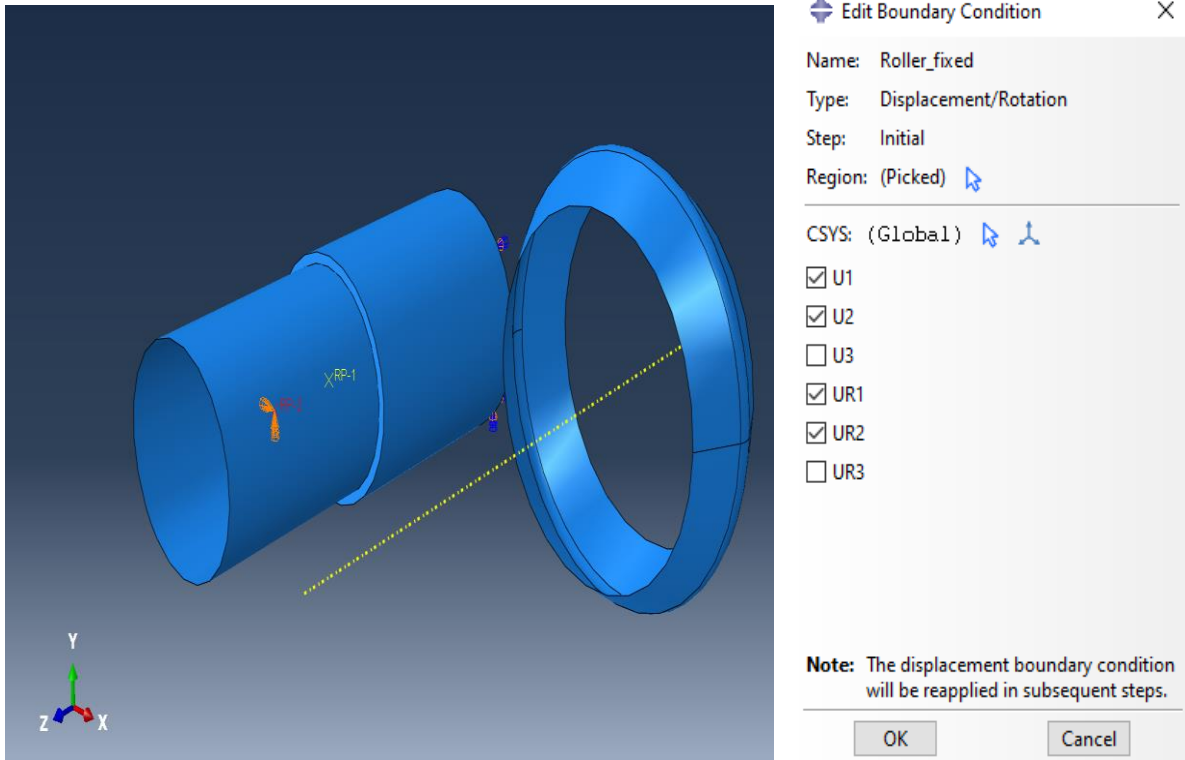 RP-1
Y
Z
X
Edit Boundary Condition
Name: Roller_fixed
Type: Displacement/Rotation
Step: Initial
Region: (Picked)
CSYS: (Global)
U1
U2
U3
UR1
UR2
UR3
Note: The displacement boundary condition
will be reapplied in subsequent steps.
OK
Cancel